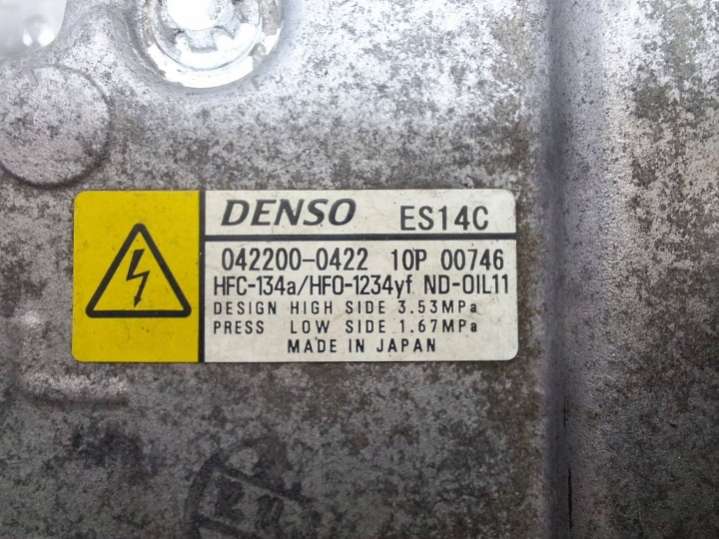 DENSO ES14C
042200-0422 10P 00746
HFC-134a/HFO-1234yf ND-OIL11
DESIGN HIGH SIDE 3.53MPa
PRESS LOW SIDE 1.67MPa
MADE IN JAPAN